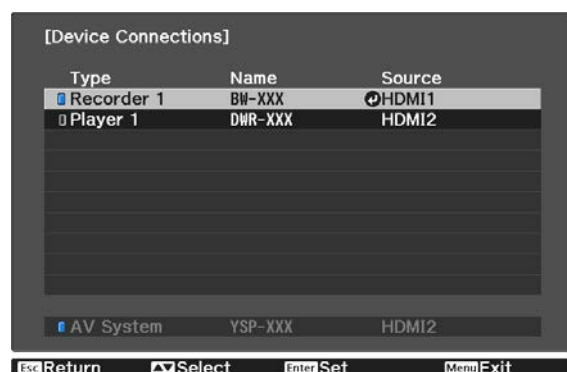 [Device Connections]
Type Name Source
Recorder 1 BW-XXX HDMI1
Player 1 DWR-XXX HDMI2
AV System YSP-XXX HDMI2
Esc Return Select Enter Set Menu Exit